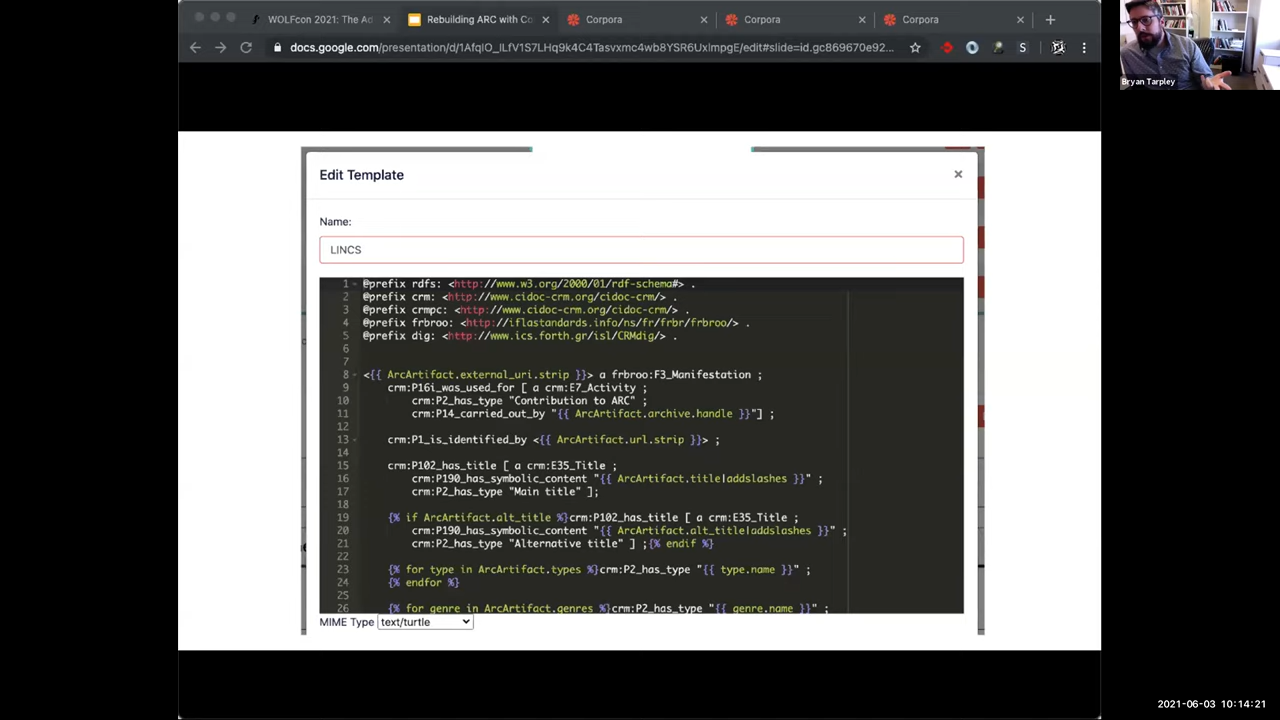 WOLFcon 2021: The Ad
Rebuilding ARC with Co
Corpora
Corpora
Corpora
docs.google.com/presentation/d/1AfqIO_ILfV1S7LHq9k4C4Tasvxmc4wb8YSR6UxImpgE/edit#slide=id.gc869670e92...
Bryan Tarpley
Edit Template
×
Name:
LINCS
1 @prefix rdfs: <http://www.w3.org/2000/01/rdf-schema#> .
2 @prefix crm: <http://www.cidoc-crm.org/cidoc-crm/> .
3 @prefix crmpc: <http://www.cidoc-crm.org/cidoc-crm/> .
4 @prefix frbroo: <http://iflastandards.info/ns/fr/frbr/frbroo/> .
5 @prefix dig: <http://www.ics.forth.gr/isl/CRMdig/> .
6
7
8 <{{ ArcArtifact.external_uri.strip }}> a frbroo:F3_Manifestation ;
9 crm:P16i_was_used_for [ a crm:E7_Activity ;
10 crm:P2_has_type "Contribution to ARC" ;
11 crm:P14_carried_out_by "{{ ArcArtifact.archive.handle }}"] ;
12
13 crm:P1_is_identified_by <{{ ArcArtifact.url.strip }}> ;
14
15 crm:P102_has_title [ a crm:E35_Title ;
16 crm:P190_has_symbolic_content "{{ ArcArtifact.title|addslashes }}" ;
17 crm:P2_has_type "Main title" ];
18
19 {% if ArcArtifact.alt_title %}crm:P102_has_title [ a crm:E35_Title ;
20 crm:P190_has_symbolic_content "{{ ArcArtifact.alt_title|addslashes }}" ;
21 crm:P2_has_type "Alternative title" ] ;{% endif %}
22
23 {% for type in ArcArtifact.types %}crm:P2_has_type "{{ type.name }}" ;
24 {% endfor %}
25
26 {% for genre in ArcArtifact.genres %}crm:P2_has_type "{{ genre.name }}" ;
MIME Type text/turtle
2021-06-03 10:14:21